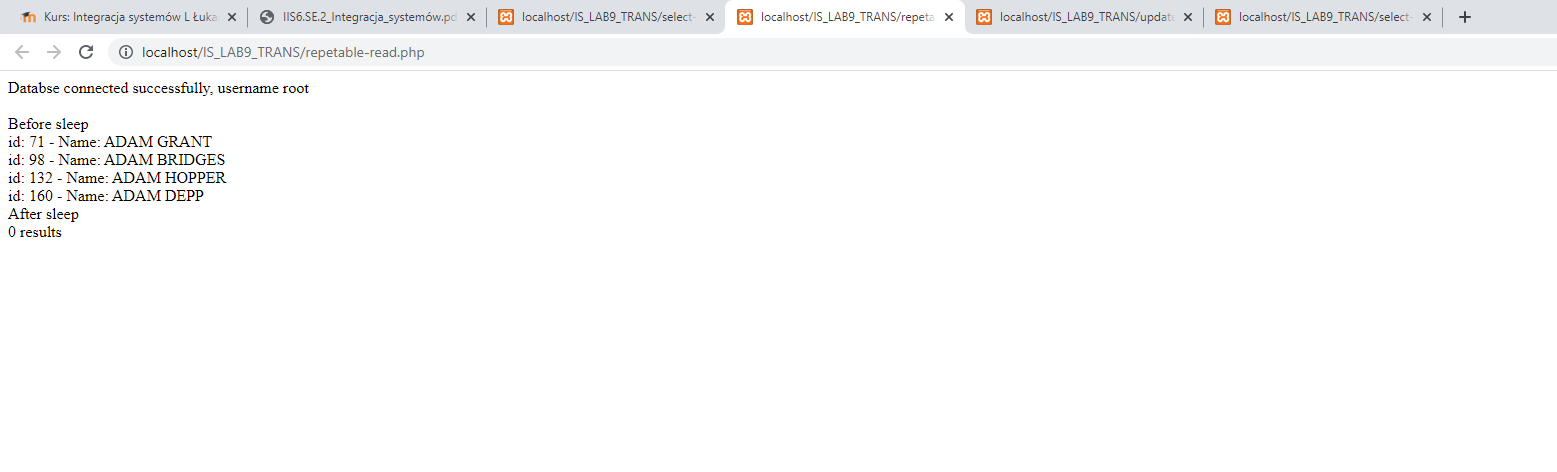 Kurs: Integracja systemów L Łuka
IIS6.SE.2_Integracja_systemów.pd
localhost/IS_LAB9_TRANS/select-
localhost/IS_LAB9_TRANS/repeta
localhost/IS_LAB9_TRANS/update
localhost/IS_LAB9_TRANS/select-
localhost/IS_LAB9_TRANS/repetable-read.php
Databse connected successfully, username root
Before sleep
id: 71 - Name: ADAM GRANT
id: 98 - Name: ADAM BRIDGES
id: 132 - Name: ADAM HOPPER
id: 160 - Name: ADAM DEPP
After sleep
0 results